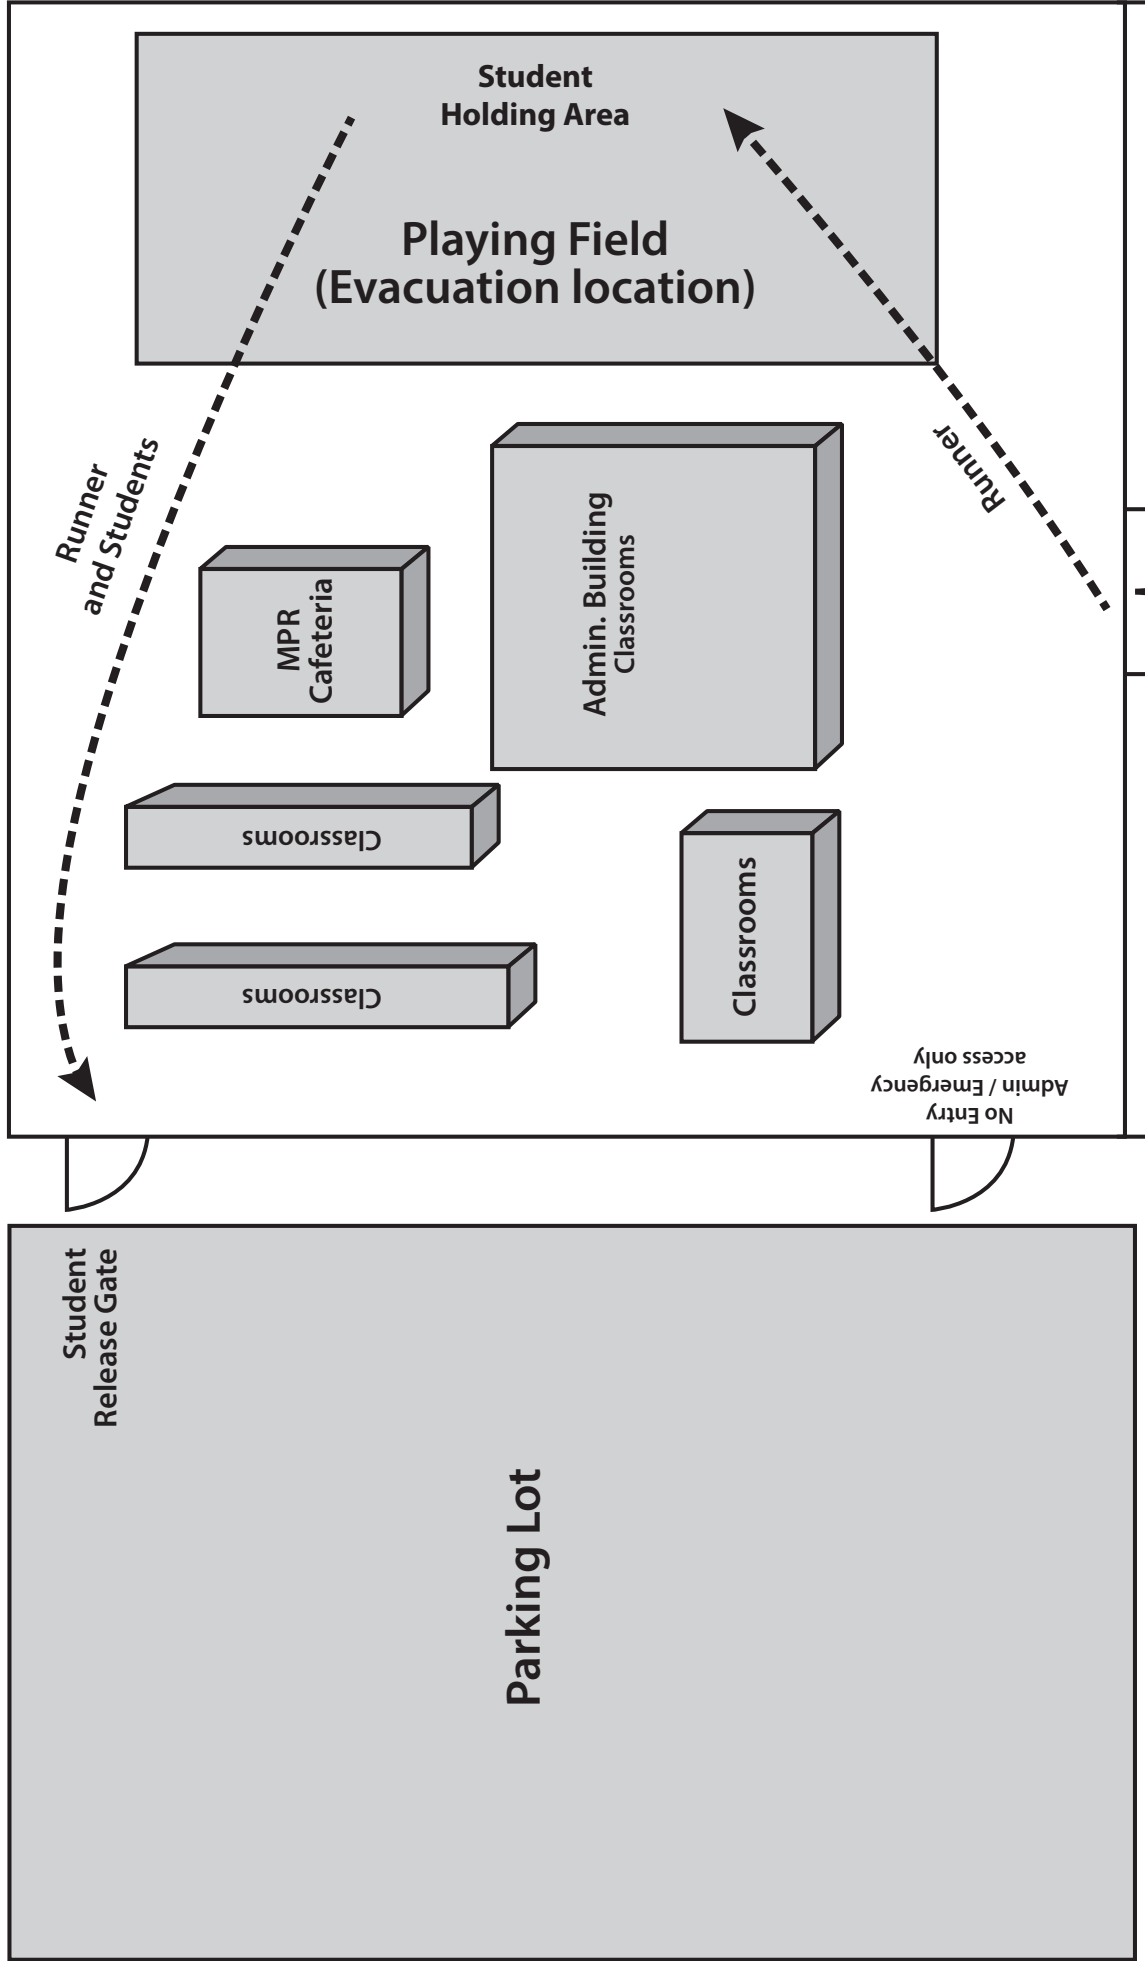 Student
Holding Area
Playing Field
(Evacuation location)
Runner
and Students
Runner
MPR
Cafeteria
Admin. Building
Classrooms
Classrooms
Classrooms
Classrooms
No Entry
Admin / Emergency
access only
Student
Release Gate
Parking Lot